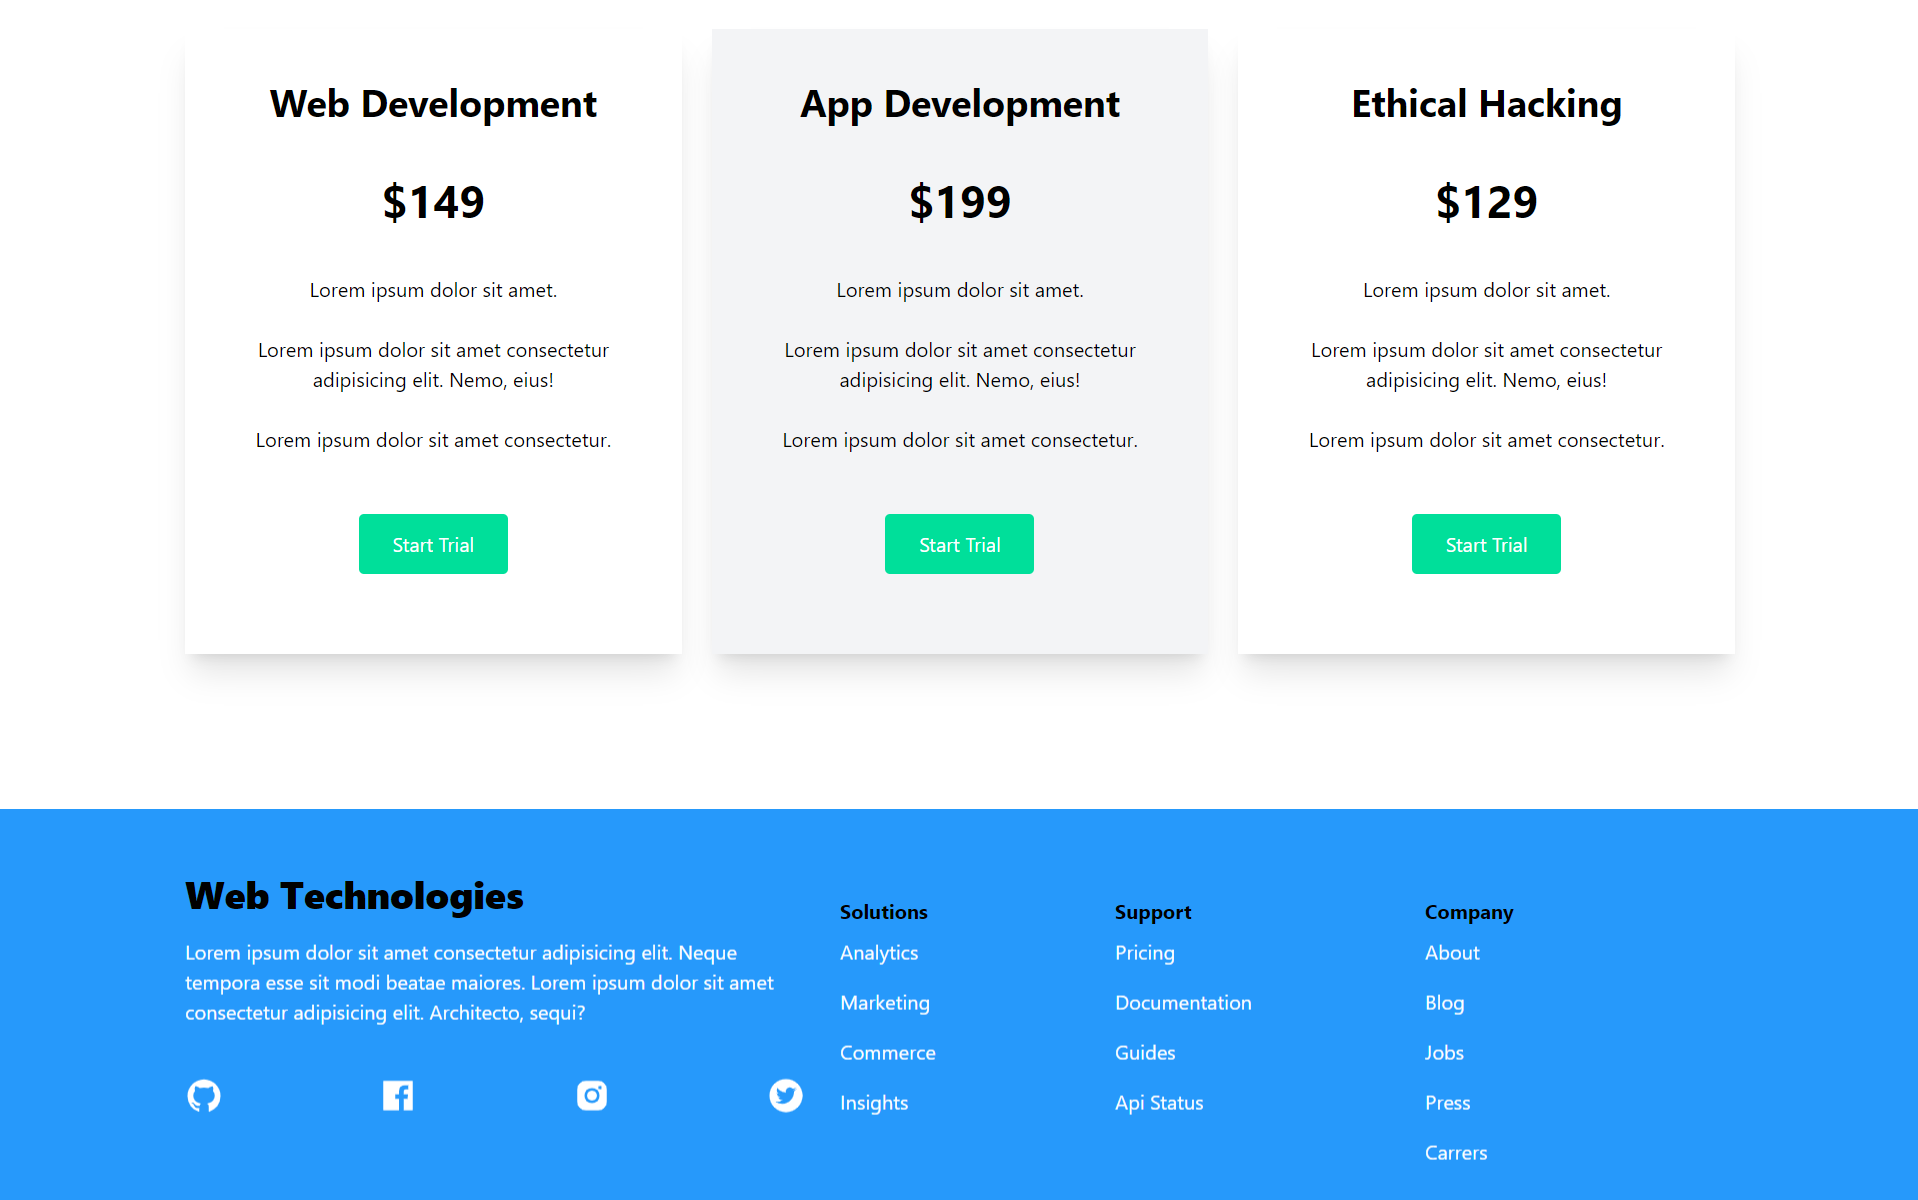 Web Development
$149
Lorem ipsum dolor sit amet.
Lorem ipsum dolor sit amet consectetur
adipisicing elit. Nemo, eius!
Lorem ipsum dolor sit amet consectetur.
Start Trial
App Development
$199
Lorem ipsum dolor sit amet.
Lorem ipsum dolor sit amet consectetur
adipisicing elit. Nemo, eius!
Lorem ipsum dolor sit amet consectetur.
Start Trial
Ethical Hacking
$129
Lorem ipsum dolor sit amet.
Lorem ipsum dolor sit amet consectetur
adipisicing elit. Nemo, eius!
Lorem ipsum dolor sit amet consectetur.
Start Trial
Web Technologies
Lorem ipsum dolor sit amet consectetur adipisicing elit. Neque
tempora esse sit modi beatae maiores. Lorem ipsum dolor sit amet
consectetur adipisicing elit. Architecto, sequi?
Solutions
Analytics
Marketing
Commerce
Insights
Support
Pricing
Documentation
Guides
Api Status
Company
About
Blog
Jobs
Press
Carrers